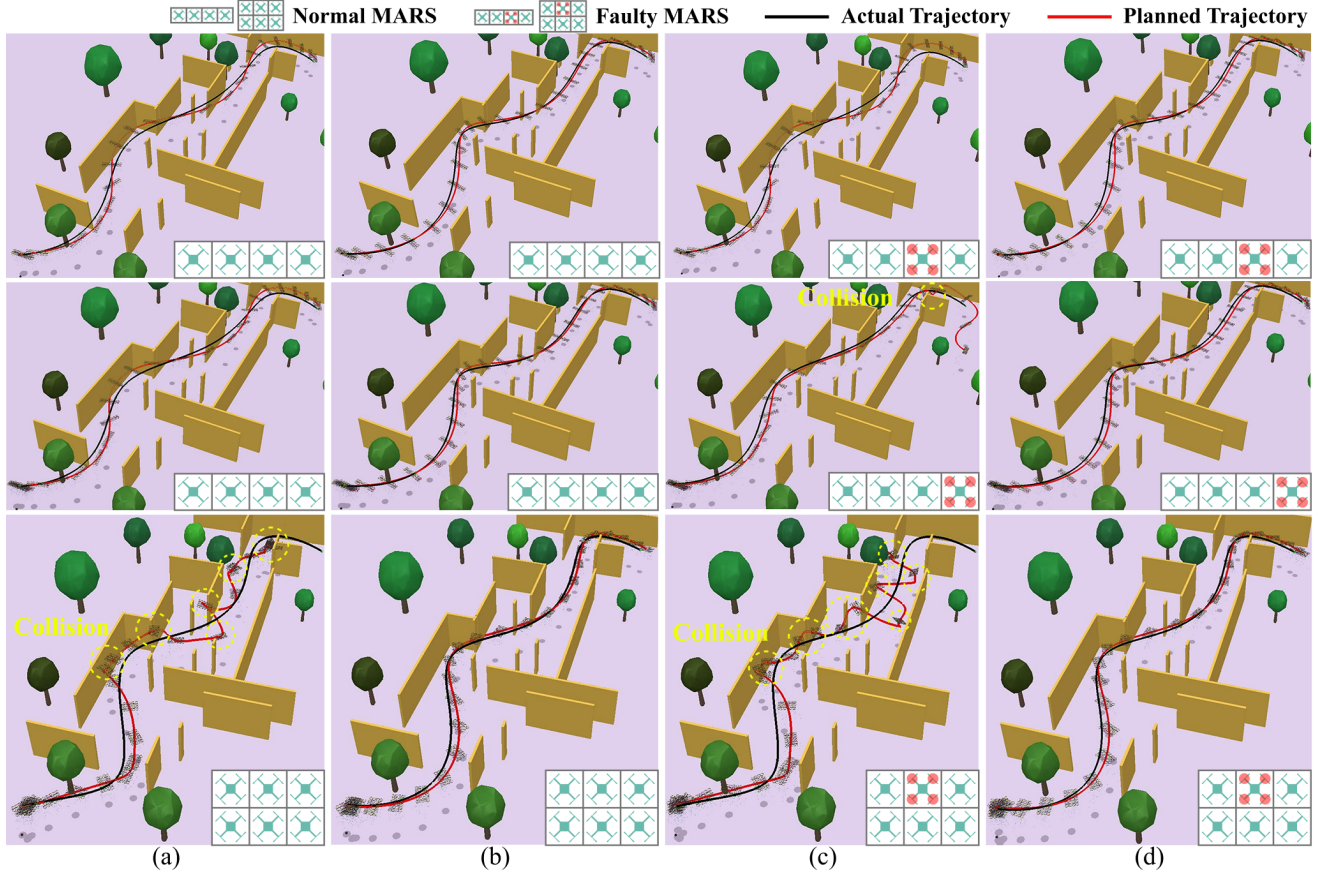 Normal MARS Faulty MARS Actual Trajectory Planned Trajectory
Collision
Collision
Collision
(a) (b) (c) (d)